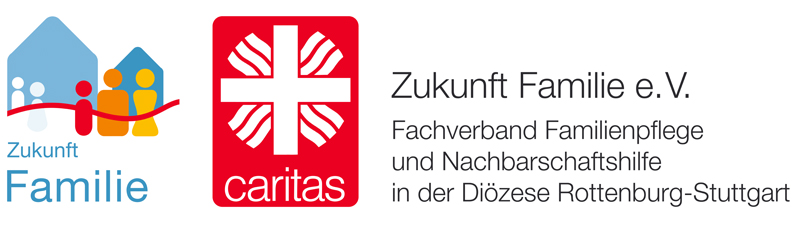 Zukunft
Familie
caritas
Zukunft Familie e.V.
Fachverband Familienpflege
und Nachbarschaftshilfe
in der Diözese Rottenburg-Stuttgart